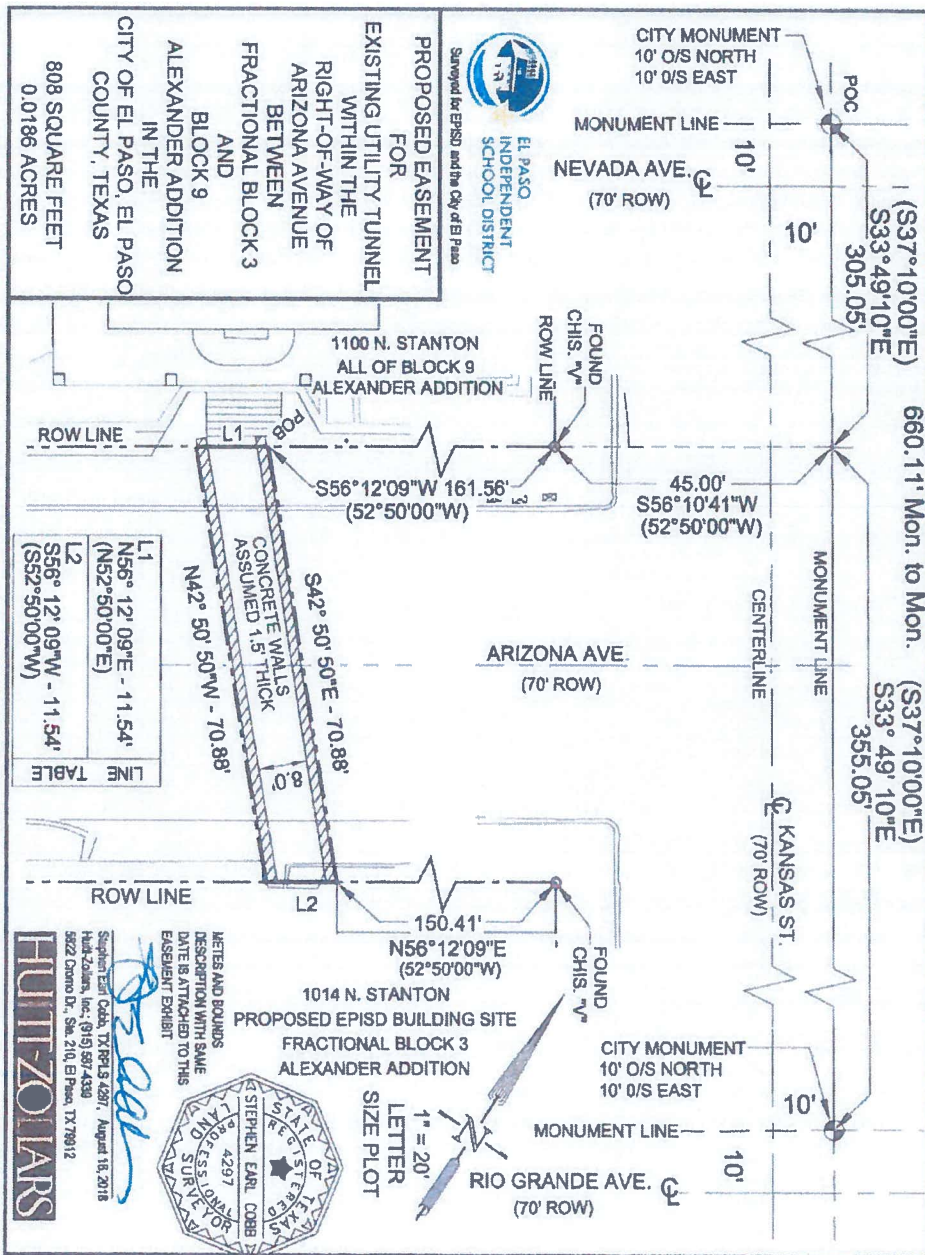 CITY MONUMENT
10' O/S NORTH
10' O/S EAST
POC
MONUMENT LINE
NEVADA AVE. ℄
(70' ROW)
10'
10'
(S37°10'00"E)
S33°49'10"E
305.05'
660.11' Mon. to Mon.
(S37°10'00"E)
S33° 49' 10"E
355.05'
EL PASO
INDEPENDENT
SCHOOL DISTRICT
Surveyed for EPISD and the City of El Paso
PROPOSED EASEMENT
FOR
EXISTING UTILITY TUNNEL
WITHIN THE
RIGHT-OF-WAY OF
ARIZONA AVENUE
BETWEEN
FRACTIONAL BLOCK 3
AND
BLOCK 9
ALEXANDER ADDITION
IN THE
CITY OF EL PASO, EL PASO
COUNTY, TEXAS
808 SQUARE FEET
0.0186 ACRES
1100 N. STANTON
ALL OF BLOCK 9
ALEXANDER ADDITION
FOUND
CHIS. "V"
ROW LINE
ROW LINE
L1
POB
S56°12'09"W 161.56'
(52°50'00"W)
45.00'
S56°10'41"W
(52°50'00"W)
MONUMENT LINE
CENTERLINE
ARIZONA AVE
(70' ROW)
℄ KANSAS ST.
(70' ROW)
S42° 50' 50"E - 70.88'
CONCRETE WALLS
ASSUMED 1.5' THICK
8.0'
N42° 50' 50"W - 70.88'
LINE TABLE
L1
N56° 12' 09"E - 11.54'
(N52°50'00"E)
L2
S56° 12' 09"W - 11.54'
(S52°50'00"W)
ROW LINE
L2
150.41'
N56°12'09"E
(52°50'00"W)
FOUND
CHIS. "V"
1014 N. STANTON
PROPOSED EPISD BUILDING SITE
FRACTIONAL BLOCK 3
ALEXANDER ADDITION
CITY MONUMENT
10' O/S NORTH
10' O/S EAST
MONUMENT LINE
10'
10'
RIO GRANDE AVE. ℄
(70' ROW)
N
1" = 20'
LETTER
SIZE PLOT
METES AND BOUNDS
DESCRIPTION WITH SAME
DATE IS ATTACHED TO THIS
EASEMENT EXHIBIT
Stephen Earl Cobb, TX RPLS 4297, August 16, 2018
Huitt-Zollars, Inc.; (915) 587-4339
5822 Cromo Dr., Ste. 210, El Paso, TX 79912
HUITT-ZOLLARS
STATE OF TEXAS
REGISTERED
STEPHEN EARL COBB
4297
PROFESSIONAL
LAND SURVEYOR